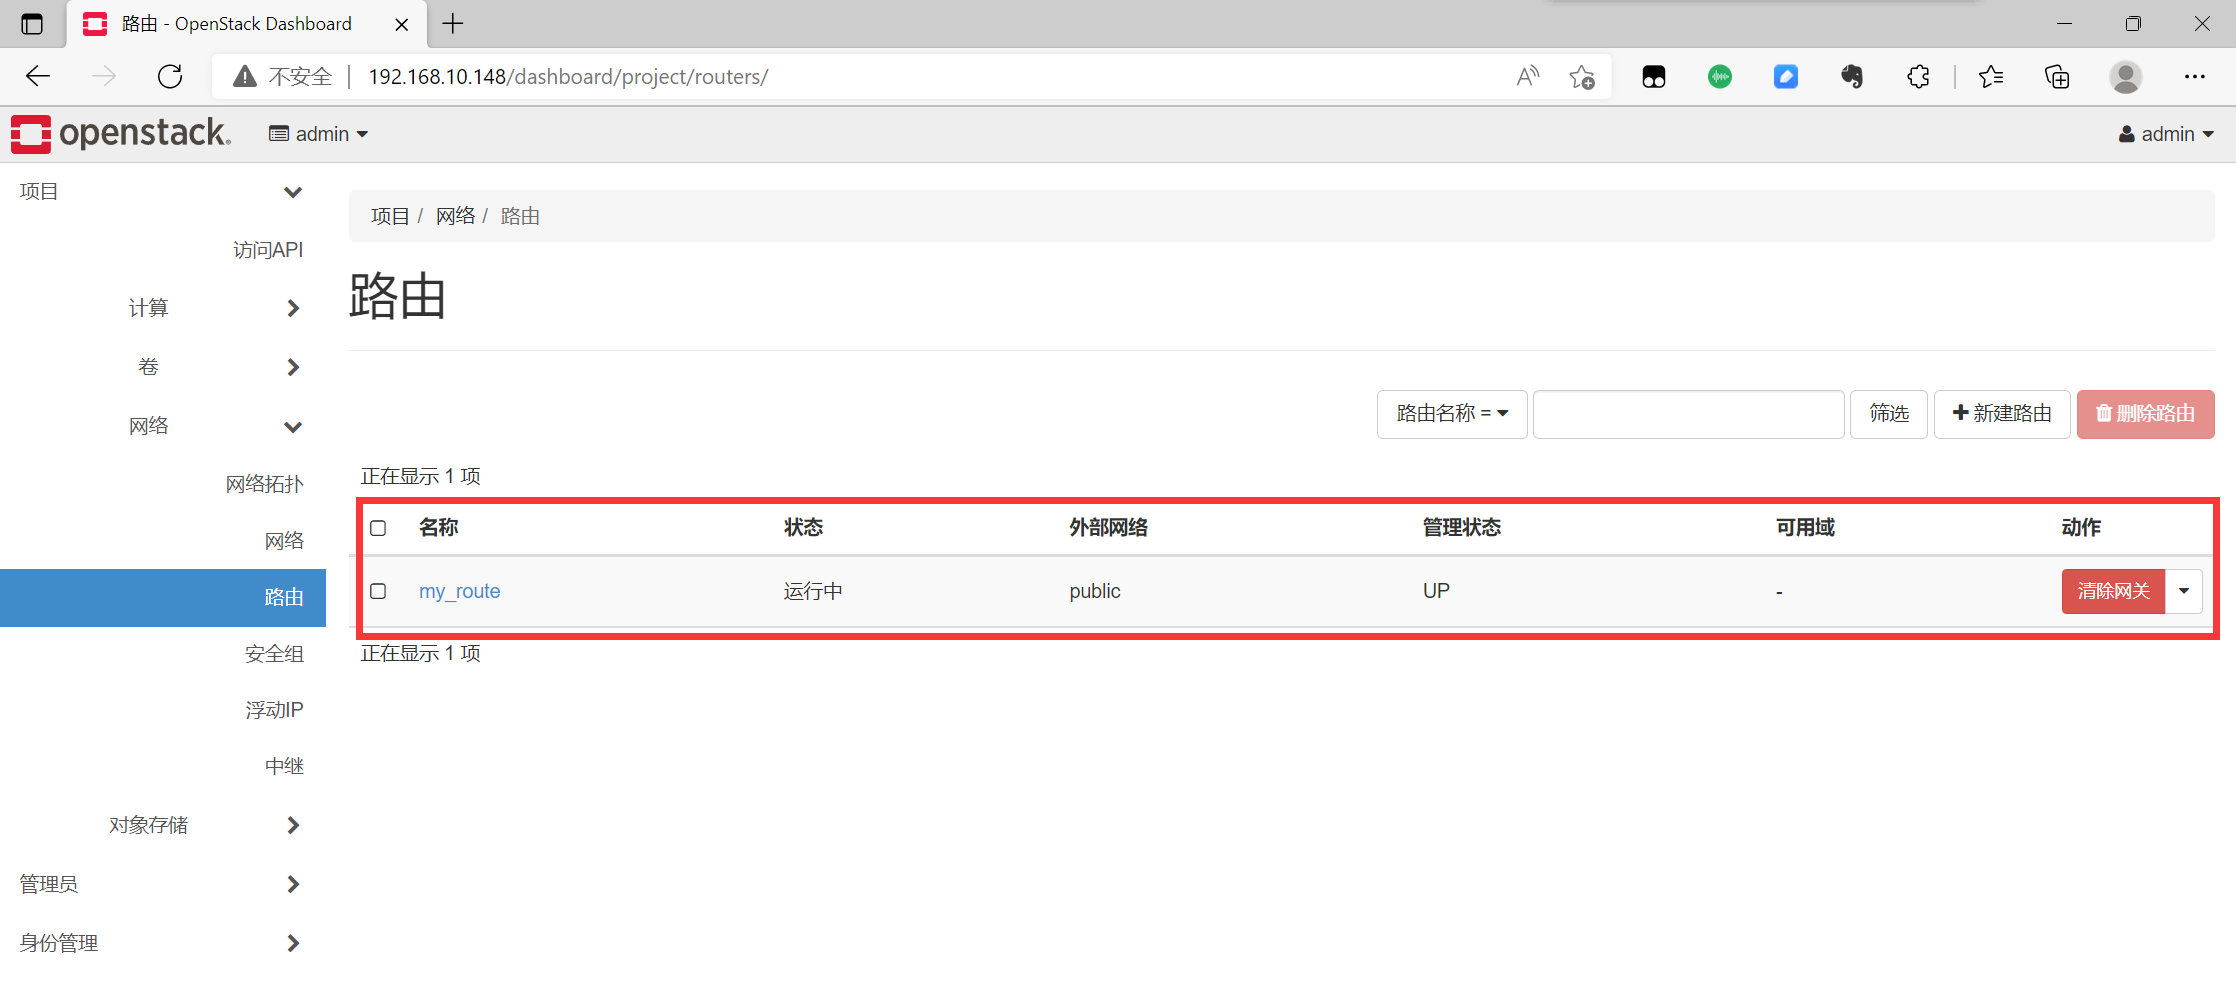 路由 - OpenStack Dashboard
不安全 192.168.10.148/dashboard/project/routers/
openstack. admin admin
项目
访问API
计算
卷
网络
网络拓扑
网络
路由
安全组
浮动IP
中继
对象存储
管理员
身份管理
项目 / 网络 / 路由
路由
路由名称 = 筛选 新建路由 删除路由
正在显示 1 项
名称 状态 外部网络 管理状态 可用域 动作
my_route 运行中 public UP - 清除网关
正在显示 1 项